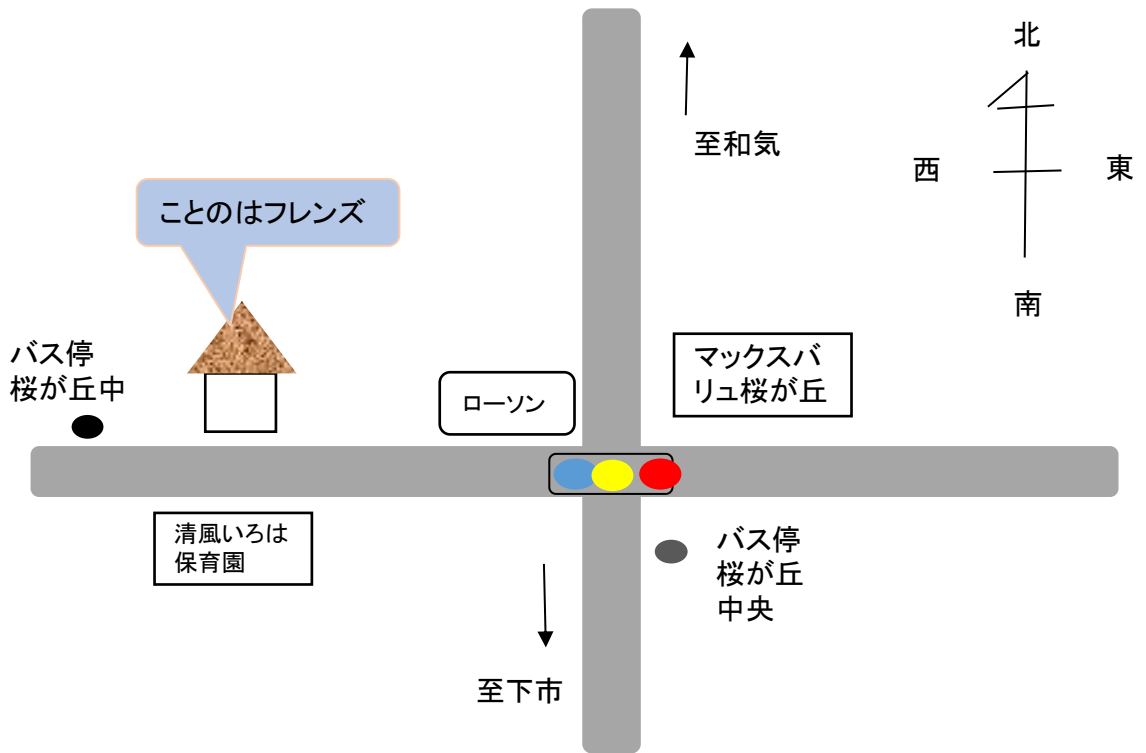 北
至和気
西
東
ことのはフレンズ
南
バス停
桜が丘中
マックスバ
リュ桜が丘
ローソン
清風いろは
保育園
バス停
桜が丘
中央
至下市